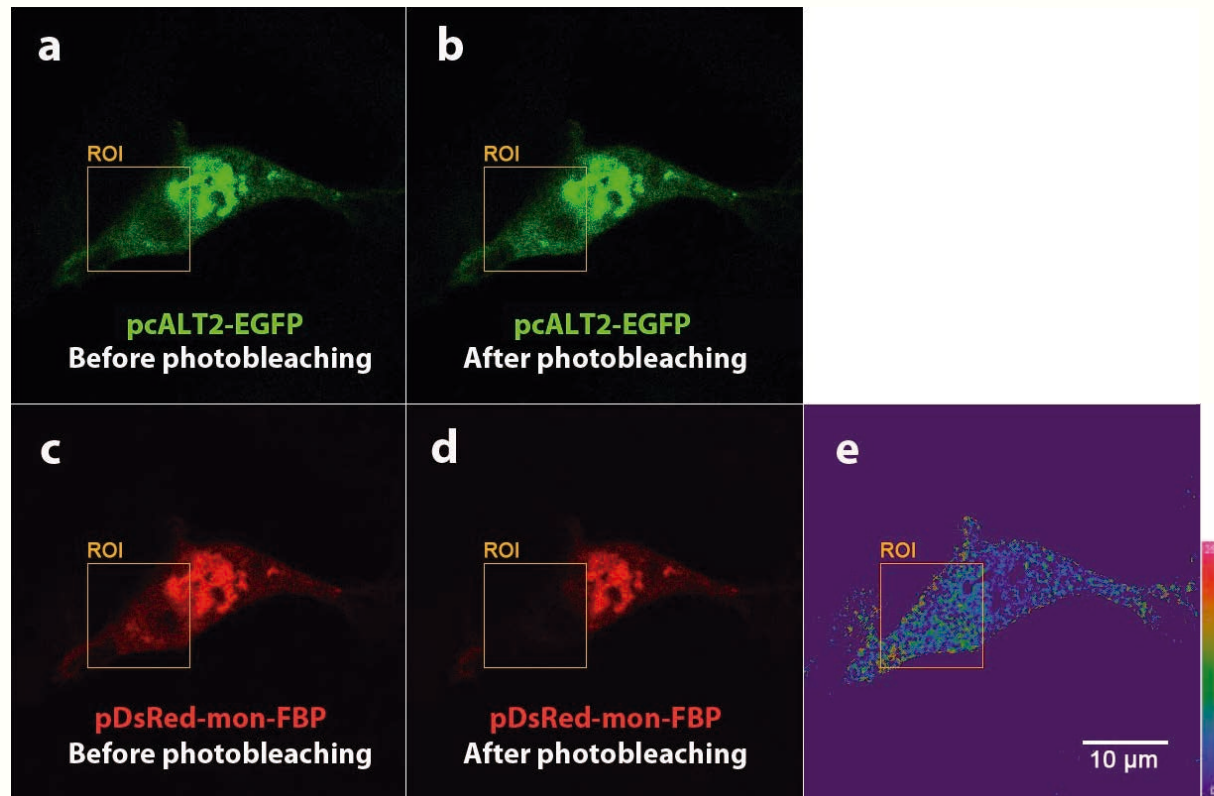 a
b
ROI
ROI
pcALT2-EGFP
Before photobleaching
pcALT2-EGFP
After photobleaching
c
d
e
ROI
ROI
ROI
pDsRed-mon-FBP
Before photobleaching
pDsRed-mon-FBP
After photobleaching
10 µm